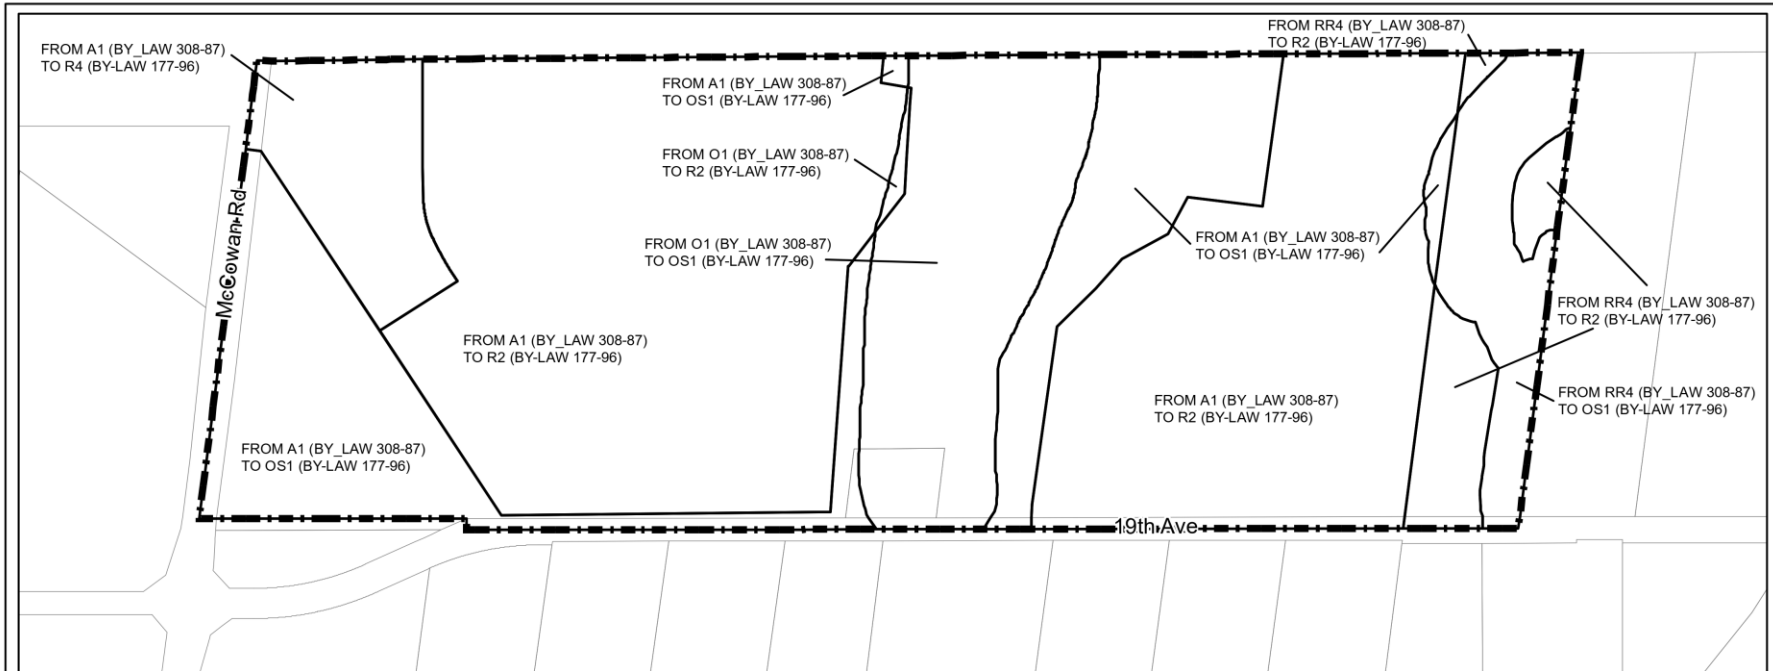 FROM A1 (BY_LAW 308-87)
TO R4 (BY-LAW 177-96)
FROM RR4 (BY_LAW 308-87)
TO R2 (BY-LAW 177-96)
FROM A1 (BY_LAW 308-87)
TO OS1 (BY-LAW 177-96)
FROM O1 (BY_LAW 308-87)
TO R2 (BY-LAW 177-96)
McCowan Rd
FROM O1 (BY_LAW 308-87)
TO OS1 (BY-LAW 177-96)
FROM A1 (BY_LAW 308-87)
TO OS1 (BY-LAW 177-96)
FROM RR4 (BY_LAW 308-87)
TO R2 (BY-LAW 177-96)
FROM A1 (BY_LAW 308-87)
TO R2 (BY-LAW 177-96)
FROM A1 (BY_LAW 308-87)
TO R2 (BY-LAW 177-96)
FROM RR4 (BY_LAW 308-87)
TO OS1 (BY-LAW 177-96)
FROM A1 (BY_LAW 308-87)
TO OS1 (BY-LAW 177-96)
19th Ave